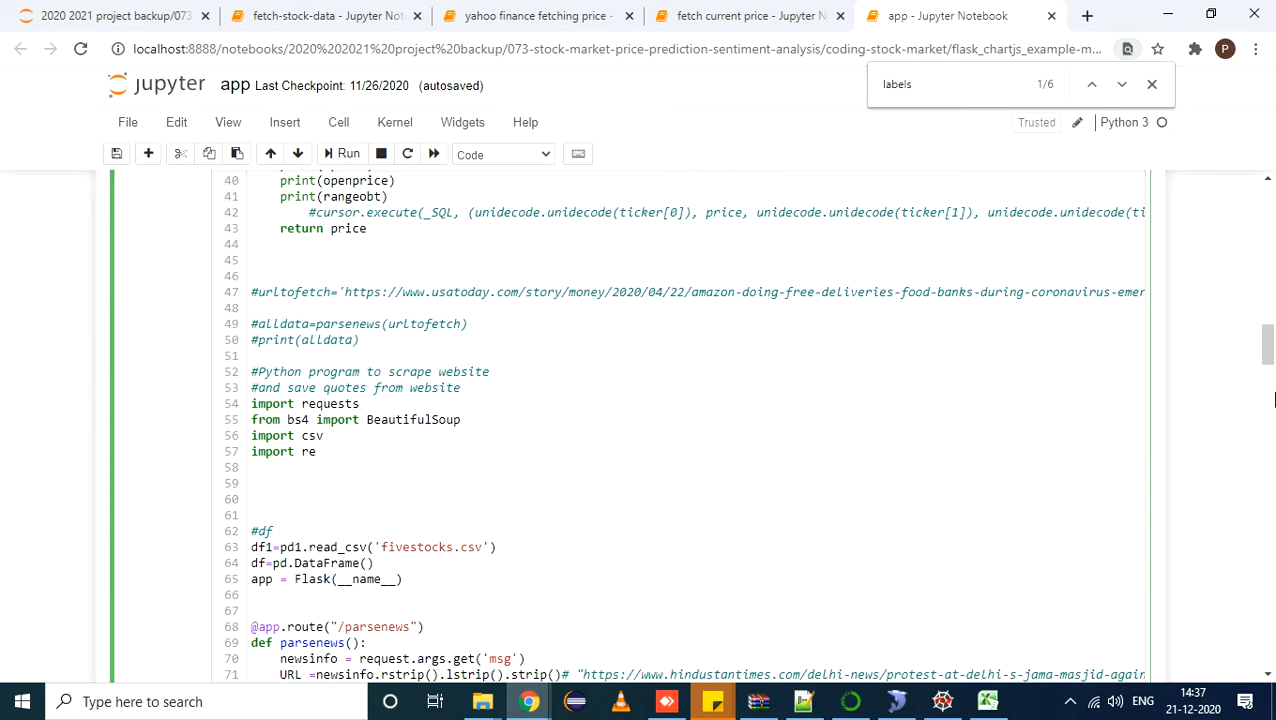 2020 2021 project backup/073
fetch-stock-data - Jupyter Not
yahoo finance fetching price -
fetch current price - Jupyter N
app - Jupyter Notebook
localhost:8888/notebooks/2020%202021%20project%20backup/073-stock-market-price-prediction-sentiment-analysis/coding-stock-market/flask_chartjs_example-m...
P
labels
1/6
jupyter app Last Checkpoint: 11/26/2020 (autosaved)
File Edit View Insert Cell Kernel Widgets Help
Trusted Python 3
Run Code
40 print(openprice)
41 print(rangeobt)
42 #cursor.execute(_SQL, (unidecode.unidecode(ticker[0]), price, unidecode.unidecode(ticker[1]), unidecode.unidecode(ti
43 return price
44
45
46
47 #urltofetch='https://www.usatoday.com/story/money/2020/04/22/amazon-doing-free-deliveries-food-banks-during-coronavirus-emer
48
49 #alldata=parsenews(urltofetch)
50 #print(alldata)
51
52 #Python program to scrape website
53 #and save quotes from website
54 import requests
55 from bs4 import BeautifulSoup
56 import csv
57 import re
58
59
60
61
62 #df
63 df1=pd1.read_csv('fivestocks.csv')
64 df=pd.DataFrame()
65 app = Flask(__name__)
66
67
68 @app.route("/parsenews")
69 def parsenews():
70 newsinfo = request.args.get('msg')
71 URL =newsinfo.rstrip().lstrip().strip()# "https://www.hindustantimes.com/delhi-news/protest-at-delhi-s-jama-masjid-again
Type here to search
ENG
14:37
21-12-2020